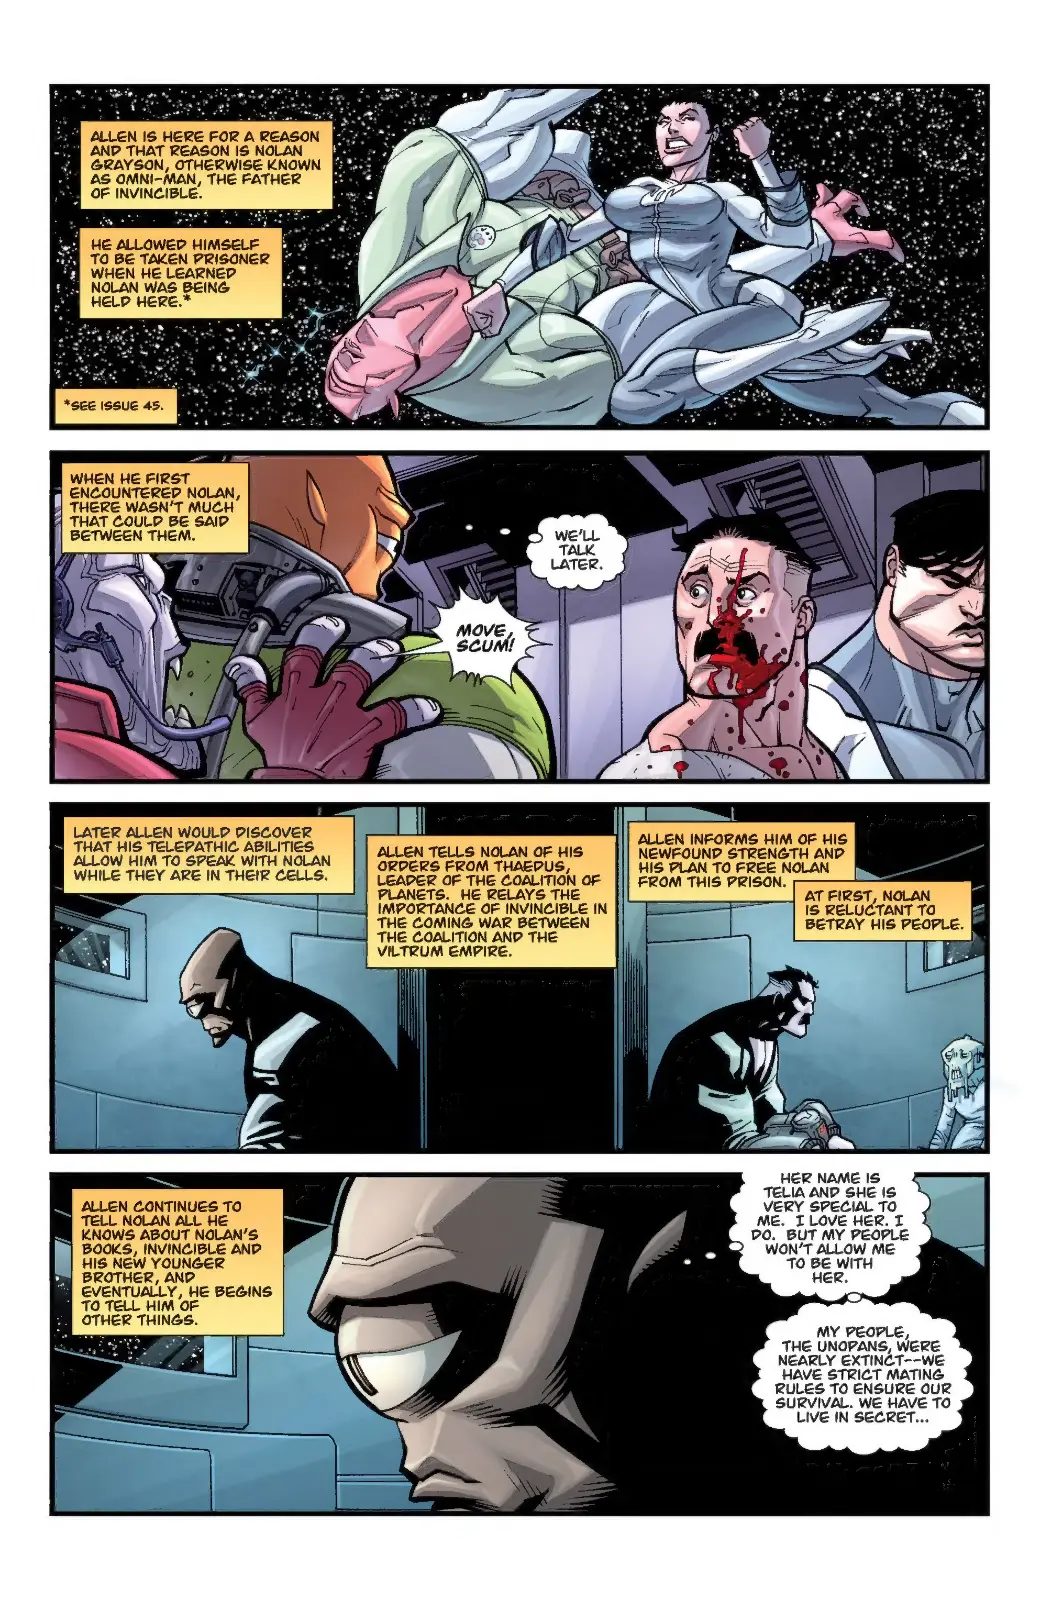 ALLEN IS HERE FOR A REASON
AND THAT REASON IS NOLAN
GRAYSON, OTHERWISE KNOWN
AS OMNI-MAN, THE FATHER
OF INVINCIBLE.
HE ALLOWED HIMSELF
TO BE TAKEN PRISONER
WHEN HE LEARNED
NOLAN WAS BEING
HELD HERE.*
*SEE ISSUE 45.
WHEN HE FIRST
ENCOUNTERED NOLAN,
THERE WASN'T MUCH
THAT COULD BE SAID
BETWEEN THEM.
WE'LL
TALK
LATER.
MOVE,
SCUM!
LATER ALLEN WOULD DISCOVER
THAT HIS TELEPATHIC ABILITIES
ALLOW HIM TO SPEAK WITH NOLAN
WHILE THEY ARE IN THEIR CELLS.
ALLEN TELLS NOLAN OF HIS
ORDERS FROM THAEDUS,
LEADER OF THE COALITION OF
PLANETS. HE RELAYS THE
IMPORTANCE OF INVINCIBLE IN
THE COMING WAR BETWEEN
THE COALITION AND THE
VILTRUM EMPIRE.
ALLEN INFORMS HIM OF HIS
NEWFOUND STRENGTH AND
HIS PLAN TO FREE NOLAN
FROM THIS PRISON.
AT FIRST, NOLAN
IS RELUCTANT TO
BETRAY HIS PEOPLE.
ALLEN CONTINUES TO
TELL NOLAN ALL HE
KNOWS ABOUT NOLAN'S
BOOKS, INVINCIBLE AND
HIS NEW YOUNGER
BROTHER, AND
EVENTUALLY, HE BEGINS
TO TELL HIM OF
OTHER THINGS.
HER NAME IS
TELIA AND SHE IS
VERY SPECIAL TO
ME. I LOVE HER. I
DO. BUT MY PEOPLE
WON'T ALLOW ME
TO BE WITH
HER.
MY PEOPLE,
THE UNOPANS, WERE
NEARLY EXTINCT--WE
HAVE STRICT MATING
RULES TO ENSURE OUR
SURVIVAL. WE HAVE TO
LIVE IN SECRET...